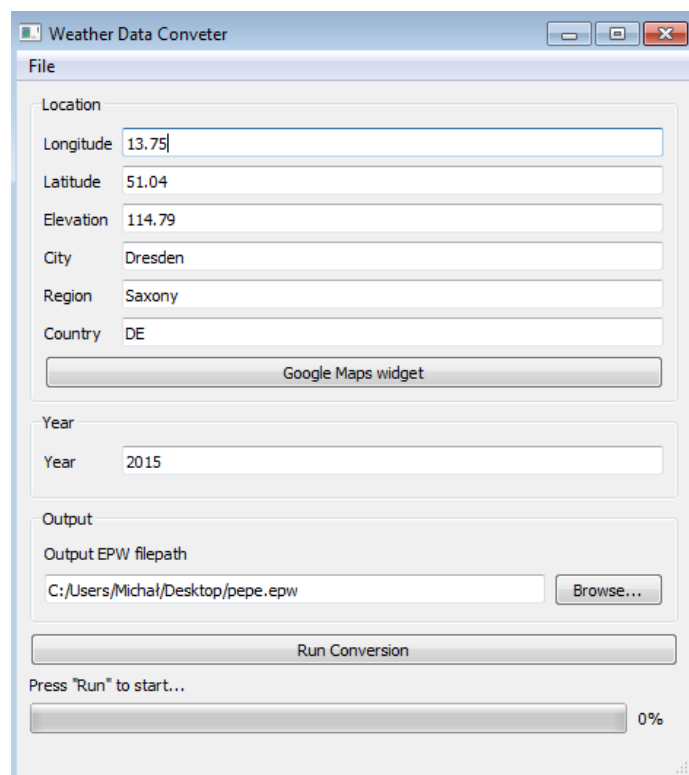 Weather Data Conveter
File
Location
Longitude 13.75
Latitude 51.04
Elevation 114.79
City Dresden
Region Saxony
Country DE
Google Maps widget
Year
Year 2015
Output
Output EPW filepath
C:/Users/Michał/Desktop/pepe.epw Browse...
Run Conversion
Press "Run" to start...
0%